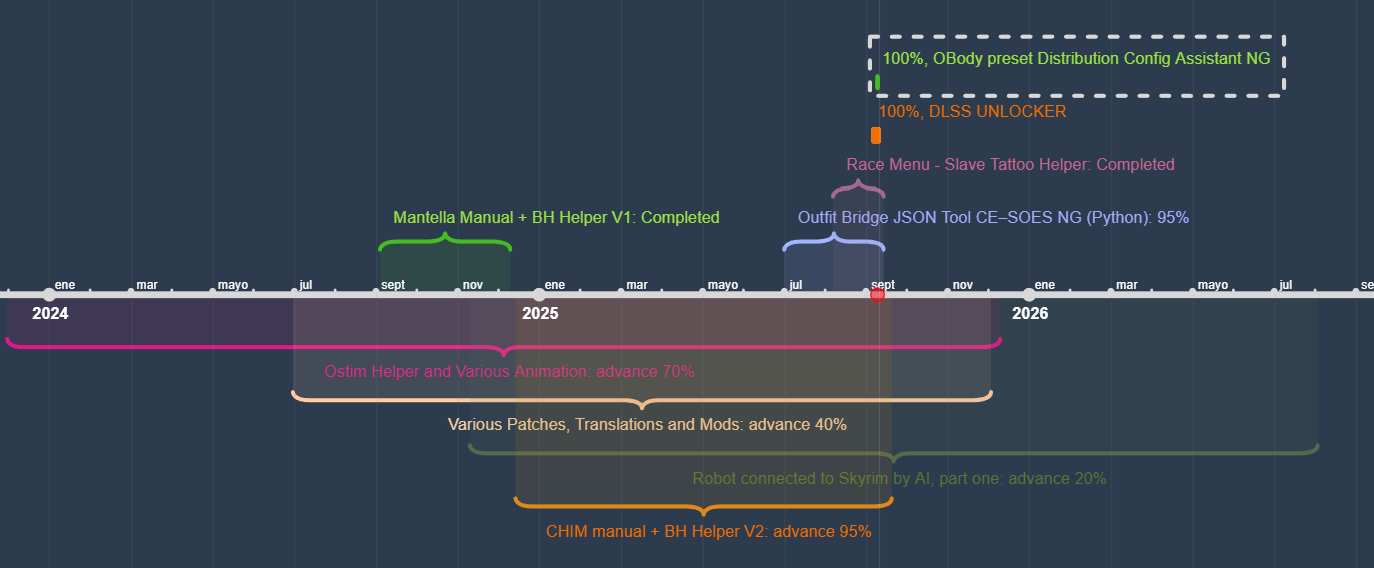 100%, OBody preset Distribution Config Assistant NG
100%, DLSS UNLOCKER
Race Menu - Slave Tattoo Helper: Completed
Mantella Manual + BH Helper V1: Completed
Outfit Bridge JSON Tool CE–SOES NG (Python): 95%
ene mar mayo jul sept nov ene mar mayo jul sept nov ene mar mayo jul se
2024 2025 2026
Ostim Helper and Various Animation: advance 70%
Various Patches, Translations and Mods: advance 40%
Robot connected to Skyrim by AI, part one: advance 20%
CHIM manual + BH Helper V2: advance 95%